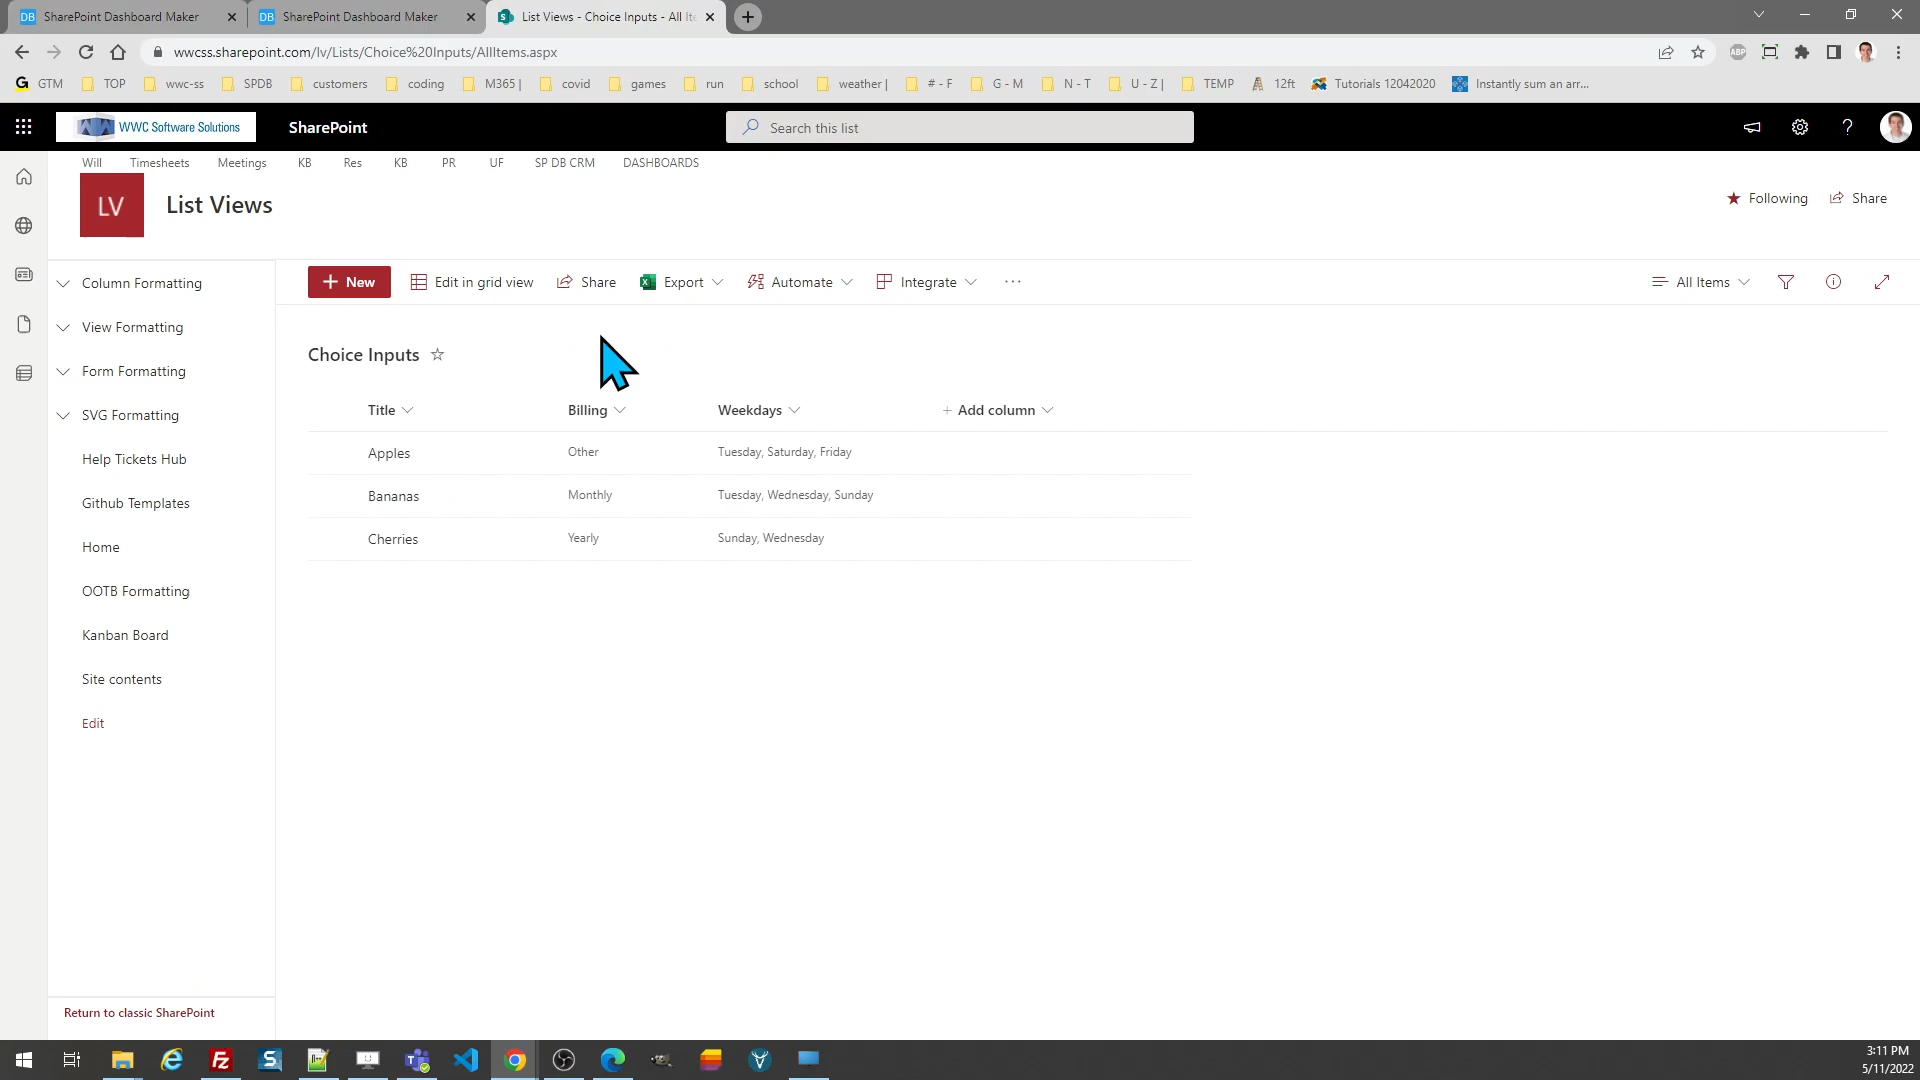 DB SharePoint Dashboard Maker
DB SharePoint Dashboard Maker
List Views - Choice Inputs - All Ite
wwcss.sharepoint.com/lv/Lists/Choice%20Inputs/AllItems.aspx
ABP
G GTM TOP wwc-ss SPDB customers coding M365 | covid games run school weather | # - F G - M N - T U - Z | TEMP 12ft Tutorials 12042020 Instantly sum an arr...
WWC Software Solutions SharePoint Search this list ?
Will Timesheets Meetings KB Res KB PR UF SP DB CRM DASHBOARDS
LV List Views
Following Share
Column Formatting
View Formatting
Form Formatting
SVG Formatting
Help Tickets Hub
Github Templates
Home
OOTB Formatting
Kanban Board
Site contents
Edit
Return to classic SharePoint
+ New Edit in grid view Share Export Automate Integrate ··· All Items
Choice Inputs
Title Billing Weekdays + Add column
Apples Other Tuesday, Saturday, Friday
Bananas Monthly Tuesday, Wednesday, Sunday
Cherries Yearly Sunday, Wednesday
3:11 PM
5/11/2022